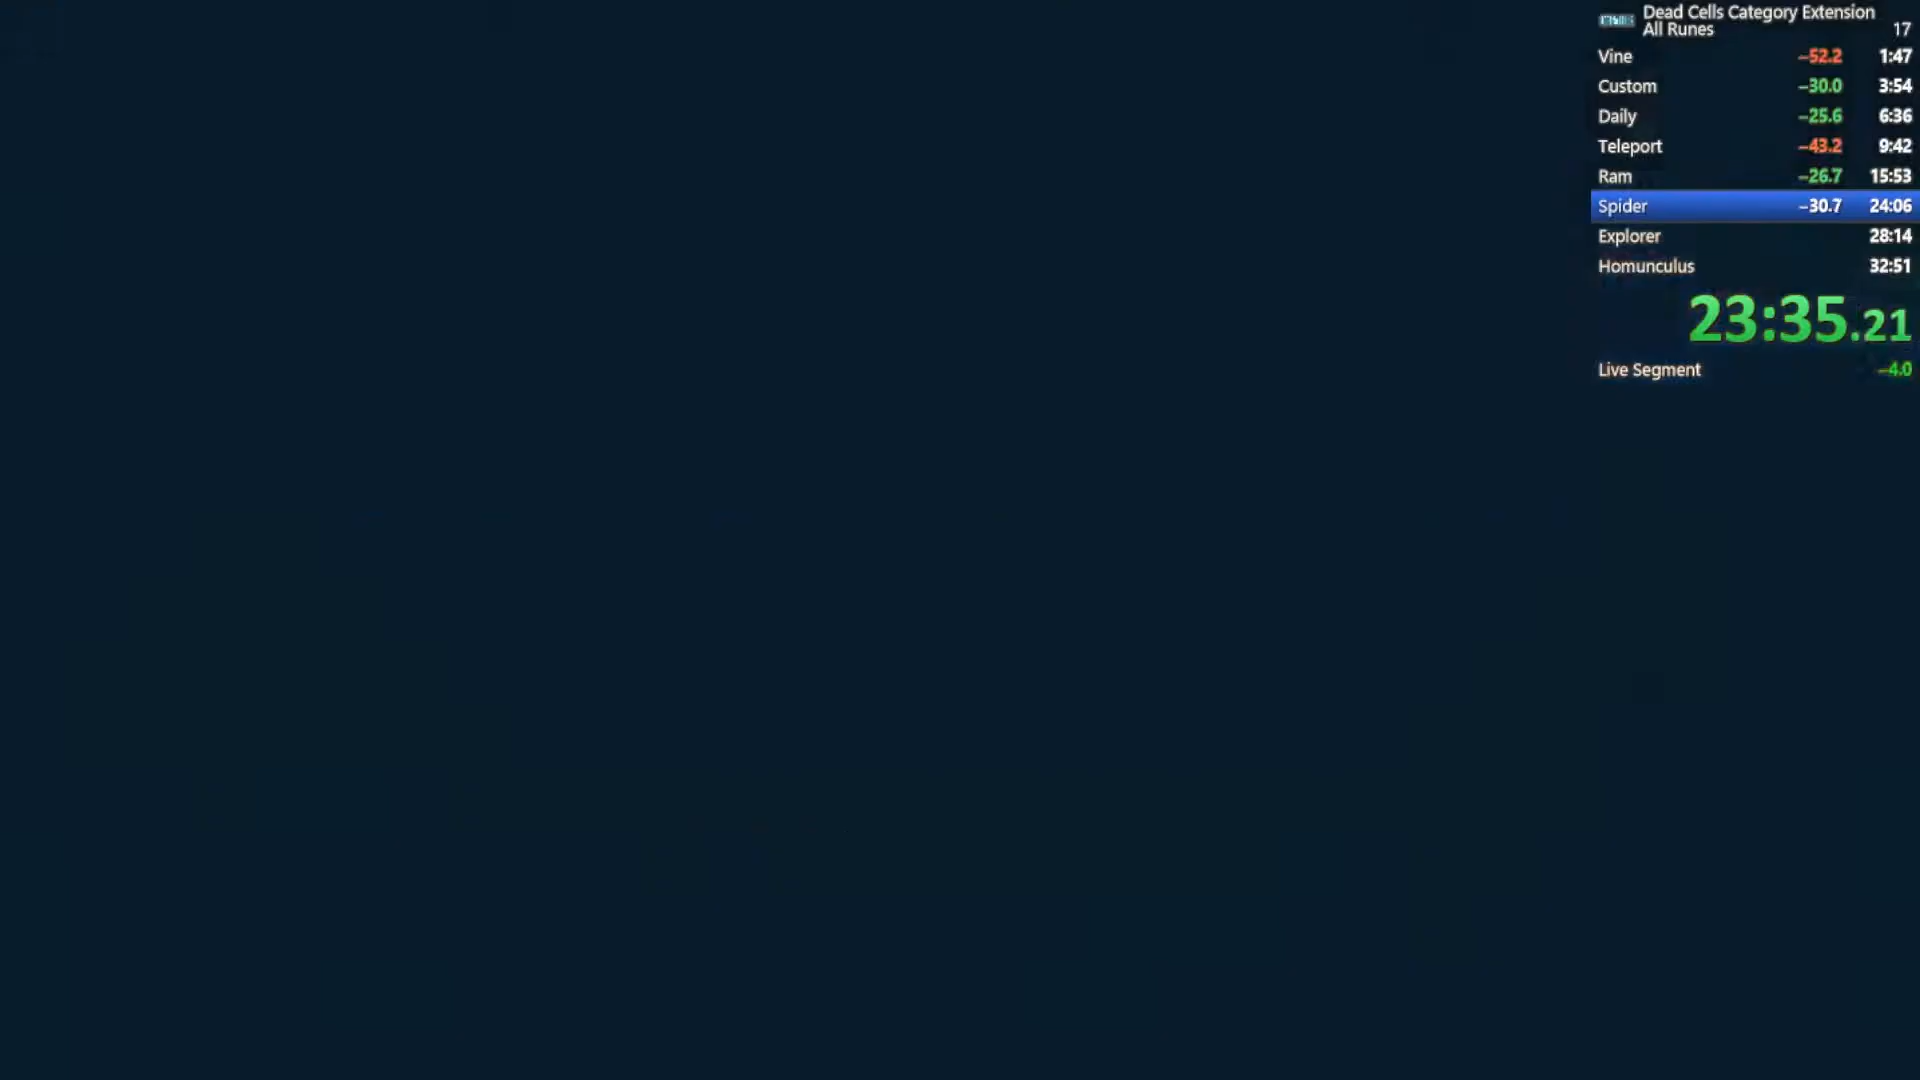 Dead Cells Category Extension
All Runes 17
Vine −52.2 1:47
Custom −30.0 3:54
Daily −25.6 6:36
Teleport −43.2 9:42
Ram −26.7 15:53
Spider −30.7 24:06
Explorer 28:14
Homunculus 32:51
23:35.21
Live Segment −4.0